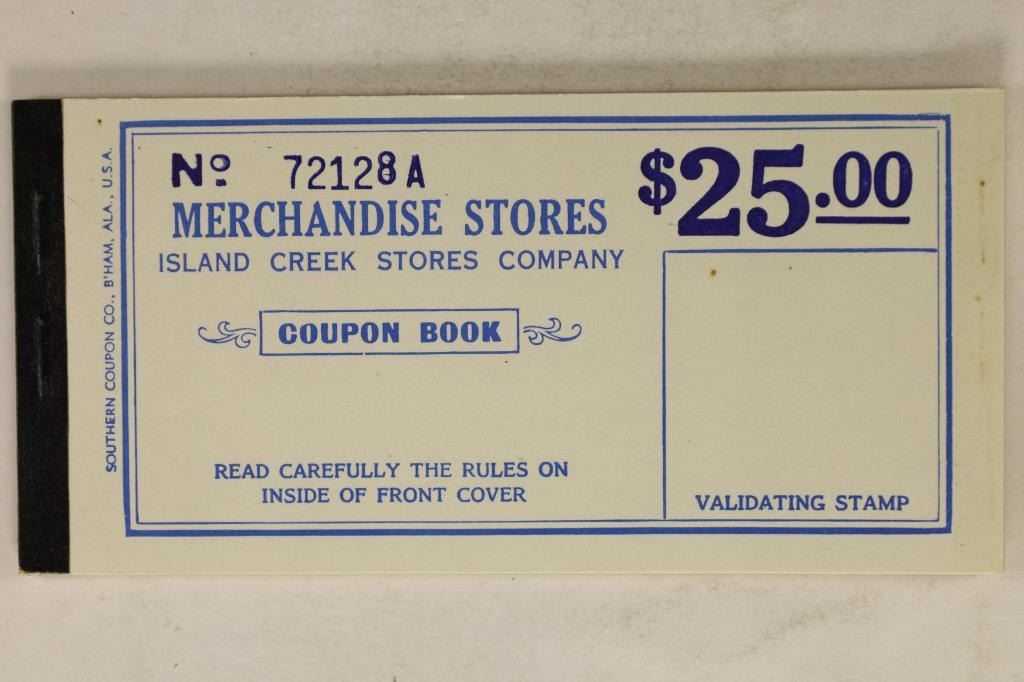 Nº 72128A
$25.00
MERCHANDISE STORES
ISLAND CREEK STORES COMPANY
COUPON BOOK
READ CAREFULLY THE RULES ON
INSIDE OF FRONT COVER
VALIDATING STAMP
SOUTHERN COUPON CO., B'HAM, ALA., U.S.A.